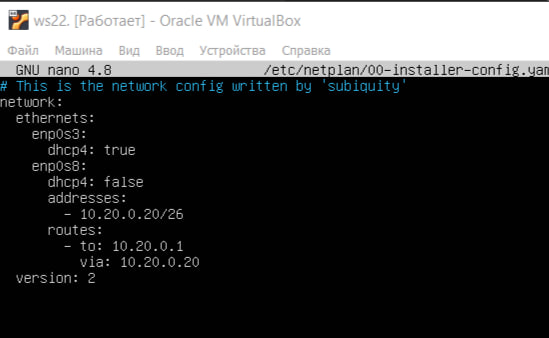 ws22. [Работает] - Oracle VM VirtualBox
Файл Машина Вид Ввод Устройства Справка
GNU nano 4.8 /etc/netplan/00-installer-config.yam
# This is the network config written by 'subiquity'
network:
  ethernets:
    enp0s3:
      dhcp4: true
    enp0s8:
      dhcp4: false
      addresses:
        - 10.20.0.20/26
      routes:
        - to: 10.20.0.1
          via: 10.20.0.20
  version: 2